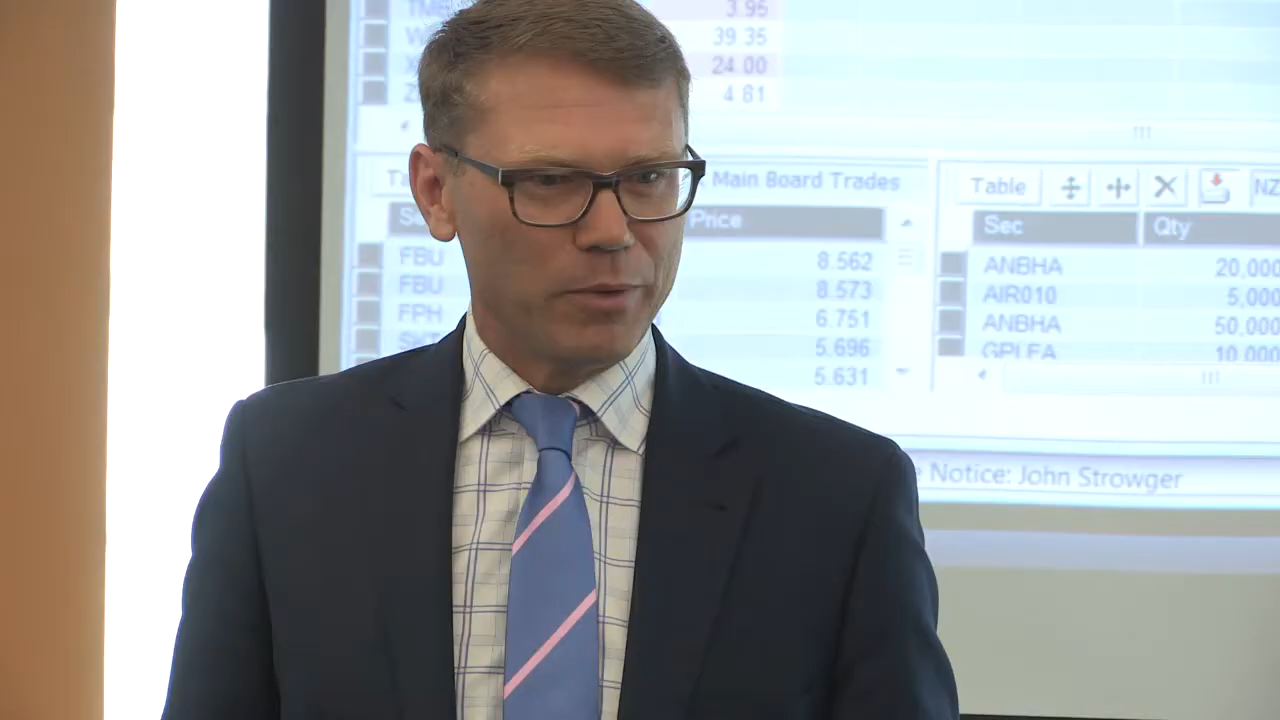 3.95
39.35
24.00
4.81
Main Board Trades
Price
FBU 8.562
FBU 8.573
FPH 6.751
5.696
5.631
Table
Sec Qty
ANBHA 20,000
AIR010 5,000
ANBHA 50,000
10,000
Notice: John Strowger